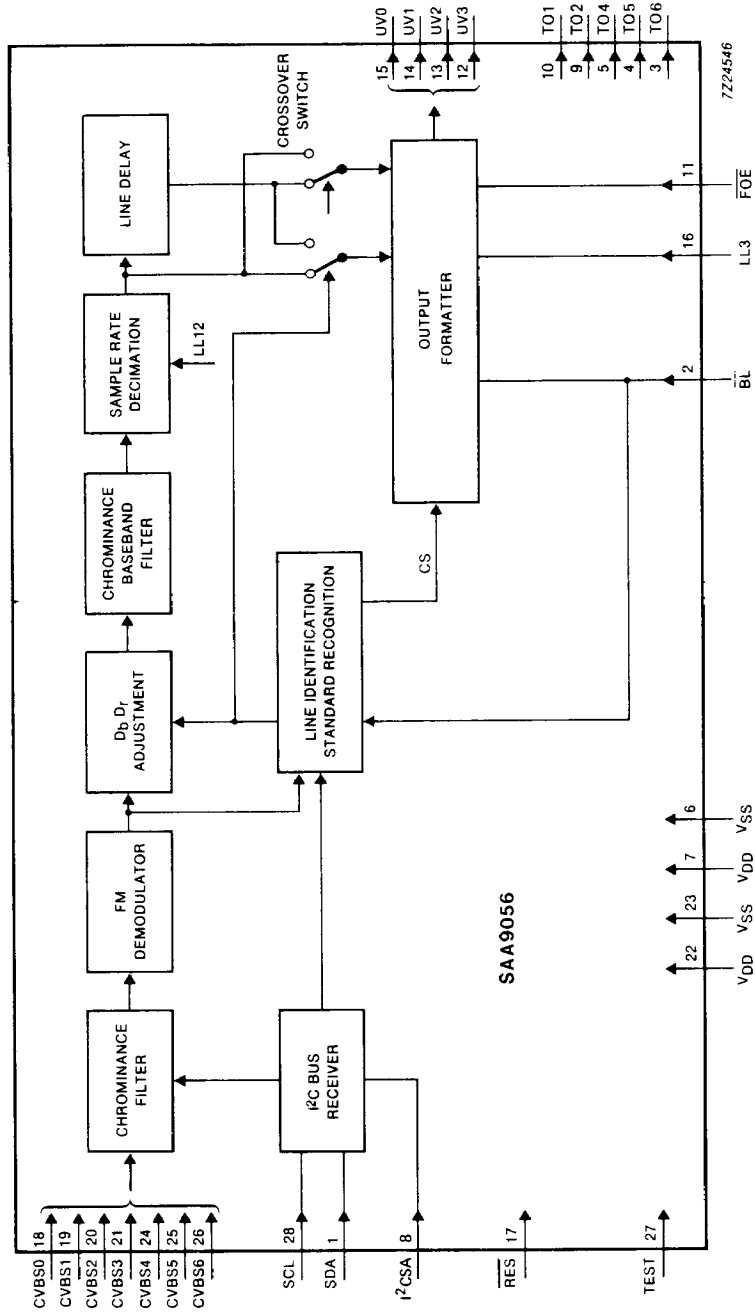 CVBS0 18
CVBS1 19
CVBS2 20
CVBS3 21
CVBS4 24
CVBS5 25
CVBS6 26
CHROMINANCE
FILTER
FM
DEMODULATOR
Db Dr
ADJUSTMENT
CHROMINANCE
BASEBAND
FILTER
SAMPLE RATE
DECIMATION
LL12
LINE DELAY
CROSSOVER
SWITCH
SCL 28
SDA 1
I²CSA 8
I²C BUS
RECEIVER
LINE IDENTIFICATION
STANDARD RECOGNITION
CS
OUTPUT
FORMATTER
15 UV0
14 UV1
13 UV2
12 UV3
10 TO1
9 TO2
5 TO4
4 TO5
3 TO6
R̅E̅S̅ 17
TEST 27
SAA9056
22 VDD
23 VSS
7 VDD
6 VSS
2 B̅L̅
16 LL3
11 F̅O̅E̅
7Z24546